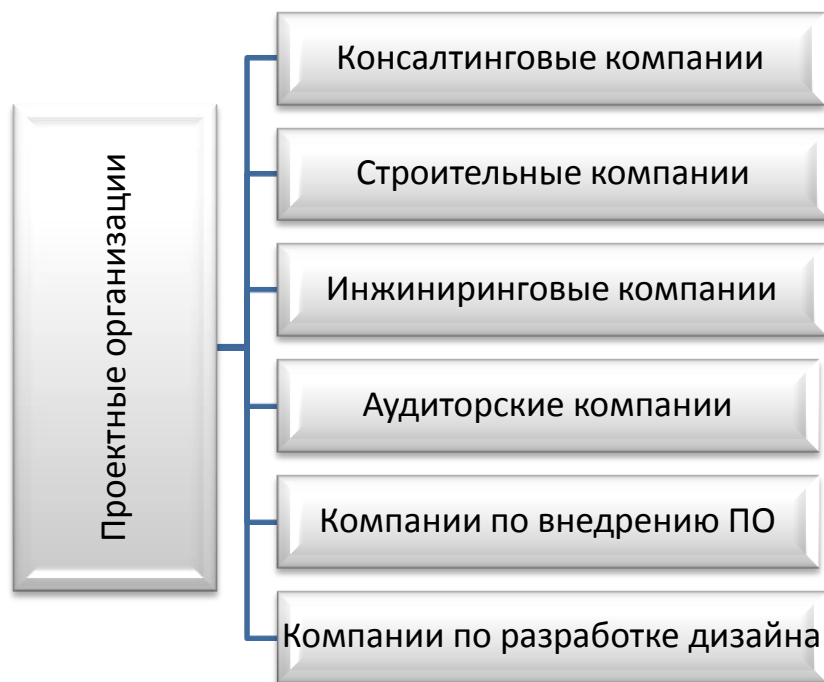 Проектные организации
Консалтинговые компании
Строительные компании
Инжиниринговые компании
Аудиторские компании
Компании по внедрению ПО
Компании по разработке дизайна